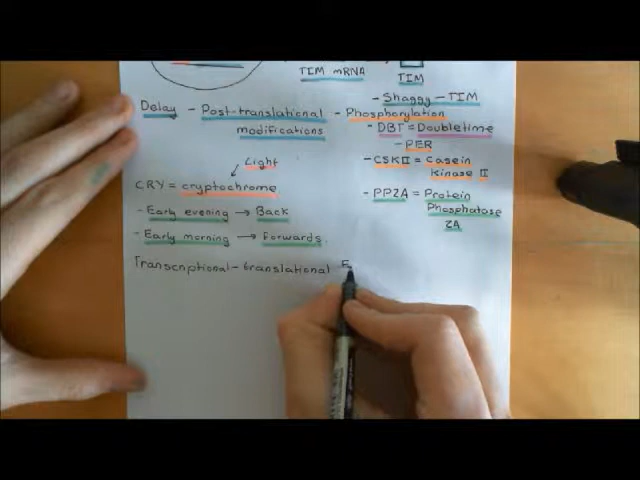 TIM mRNA
TIM
Delay - Post-translational modifications
- Phosphorylation
- Shaggy - TIM
- DBT = Doubletime
- PER
- CSKII = Casein
Kinase II
- PP2A = Protein
Phosphatase
2A
Light
CRY = cryptochrome
- Early evening → Back
- Early morning → Forwards.
Transcriptional-translational F